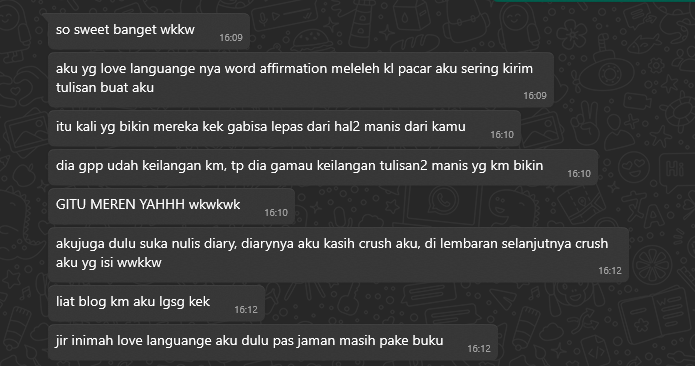 so sweet banget wkkw
16:09
aku yg love languange nya word affirmation meleleh kl pacar aku sering kirim
tulisan buat aku
16:09
itu kali yg bikin mereka kek gabisa lepas dari hal2 manis dari kamu
16:10
dia gpp udah keilangan km, tp dia gamau keilangan tulisan2 manis yg km bikin
16:10
GITU MEREN YAHHH wkwkwk
16:10
akujuga dulu suka nulis diary, diarynya aku kasih crush aku, di lembaran selanjutnya crush
aku yg isi wwkkw
16:12
liat blog km aku lgsg kek
16:12
jir inimah love languange aku dulu pas jaman masih pake buku
16:12